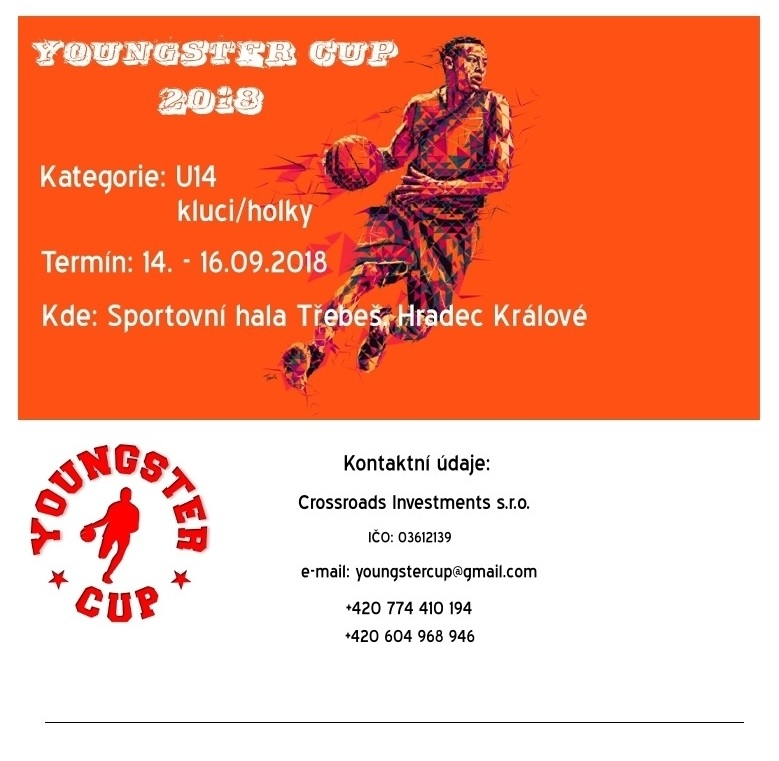 YOUNGSTER CUP
2018
Kategorie: U14
kluci/holky
Termín: 14. - 16.09.2018
Kde: Sportovní hala Třebeš, Hradec Králové
YOUNGSTER
CUP
Kontaktní údaje:
Crossroads Investments s.r.o.
IČO: 03612139
e-mail: youngstercup@gmail.com
+420 774 410 194
+420 604 968 946